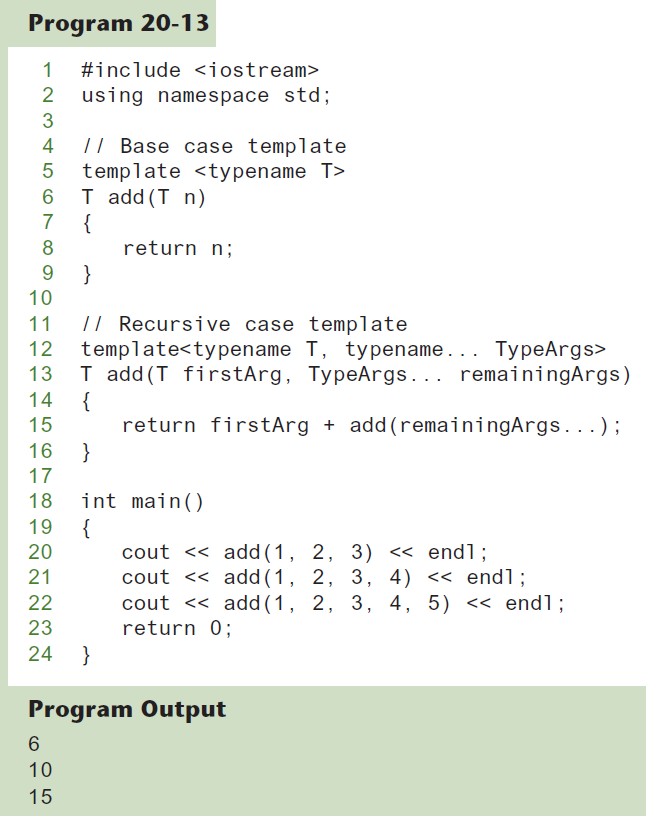 Program 20-13
1 #include <iostream>
2 using namespace std;
3
4 // Base case template
5 template <typename T>
6 T add(T n)
7 {
8 return n;
9 }
10
11 // Recursive case template
12 template<typename T, typename... TypeArgs>
13 T add(T firstArg, TypeArgs... remainingArgs)
14 {
15 return firstArg + add(remainingArgs...);
16 }
17
18 int main()
19 {
20 cout << add(1, 2, 3) << endl;
21 cout << add(1, 2, 3, 4) << endl;
22 cout << add(1, 2, 3, 4, 5) << endl;
23 return 0;
24 }
Program Output
6
10
15